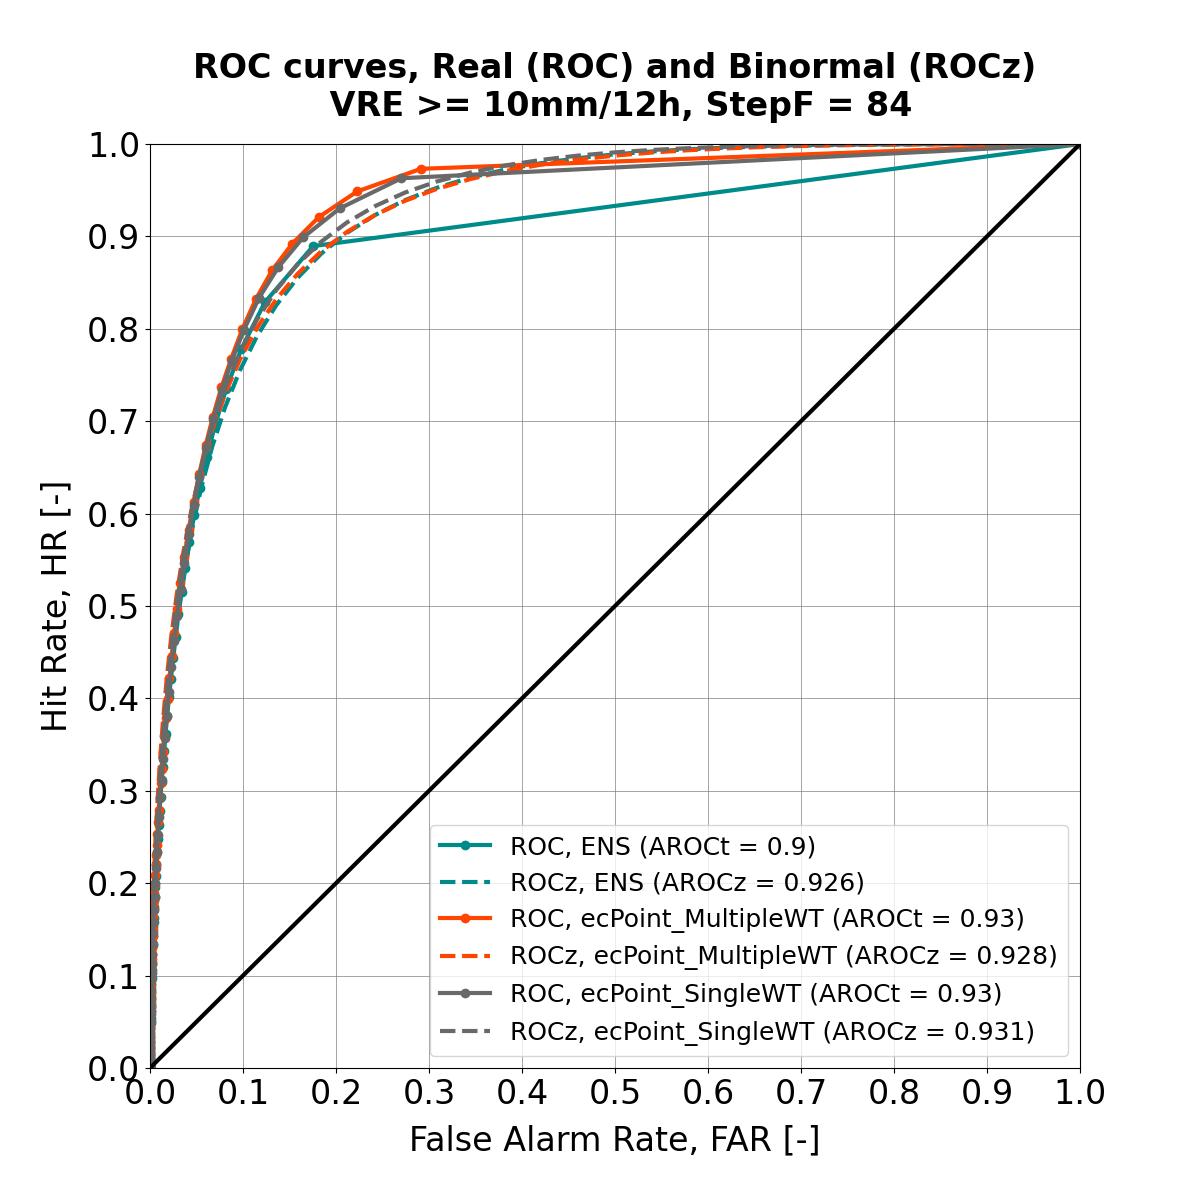 ROC curves, Real (ROC) and Binormal (ROCz)
VRE >= 10mm/12h, StepF = 84
1.0
0.9
0.8
0.7
0.6
0.5
0.4
0.3
0.2
0.1
0.0
Hit Rate, HR [-]
ROC, ENS (AROCt = 0.9)
ROCz, ENS (AROCz = 0.926)
ROC, ecPoint_MultipleWT (AROCt = 0.93)
ROCz, ecPoint_MultipleWT (AROCz = 0.928)
ROC, ecPoint_SingleWT (AROCt = 0.93)
ROCz, ecPoint_SingleWT (AROCz = 0.931)
0.0 0.1 0.2 0.3 0.4 0.5 0.6 0.7 0.8 0.9 1.0
False Alarm Rate, FAR [-]